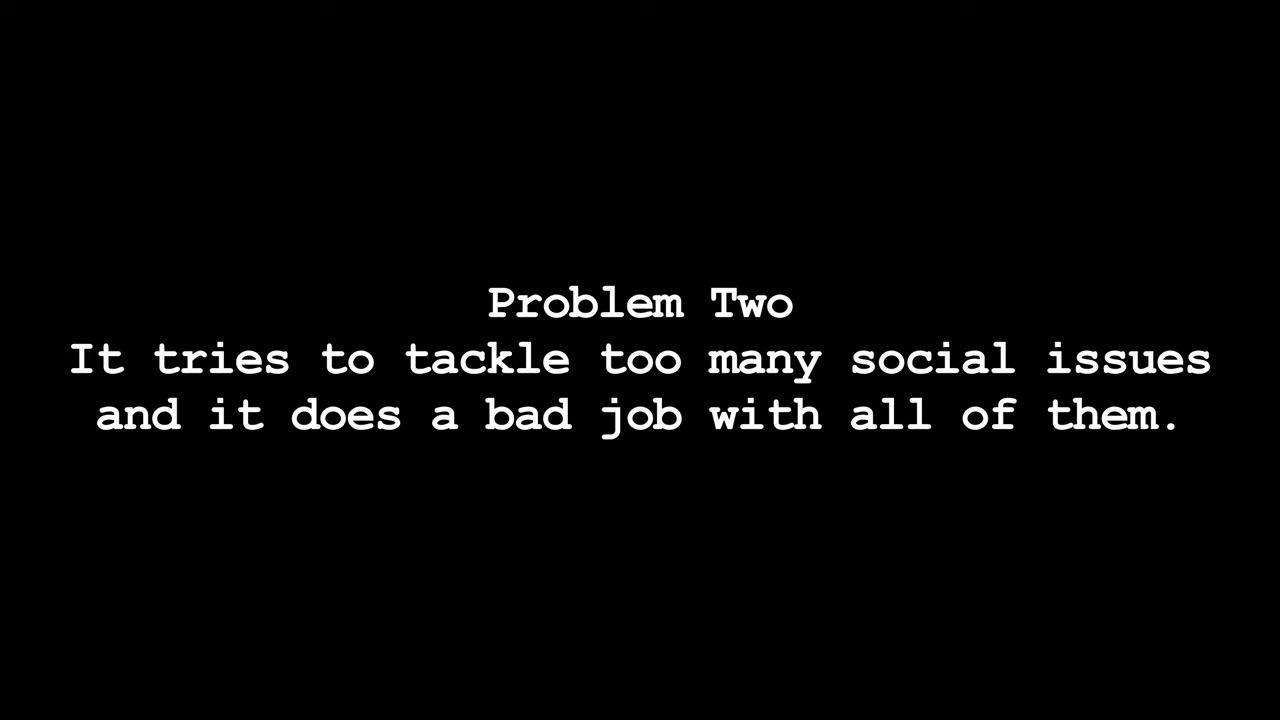 Problem Two
It tries to tackle too many social issues
and it does a bad job with all of them.